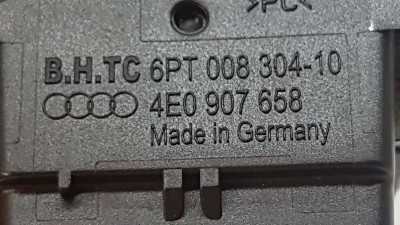 >PC<
B.H.TC 6PT 008 304-10
4E0 907 658
Made in Germany